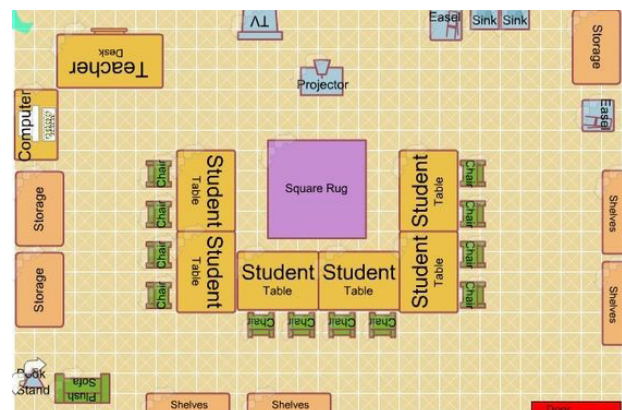 TV
Easel
Sink
Sink
Storage
Teacher
Desk
Projector
Computer
Easel
Chair
Student
Table
Square Rug
Student
Table
Chair
Storage
Chair
Chair
Shelves
Chair
Student
Table
Student
Table
Student
Table
Student
Table
Chair
Storage
Chair
Chair
Shelves
Chair
Chair
Chair
Chair
Stand
Plush
Sofa
Shelves
Shelves